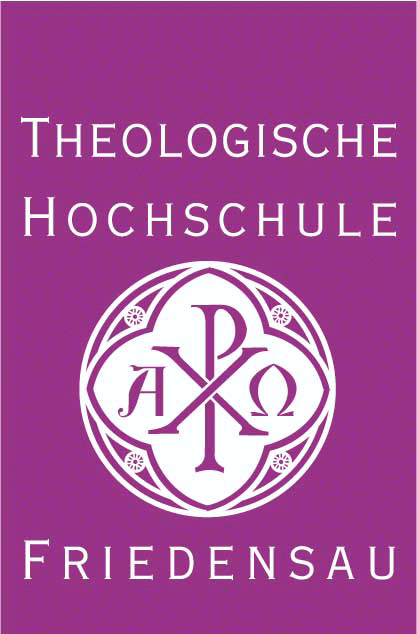 THEOLOGISCHE
HOCHSCHULE
A P X Ω
FRIEDENSAU